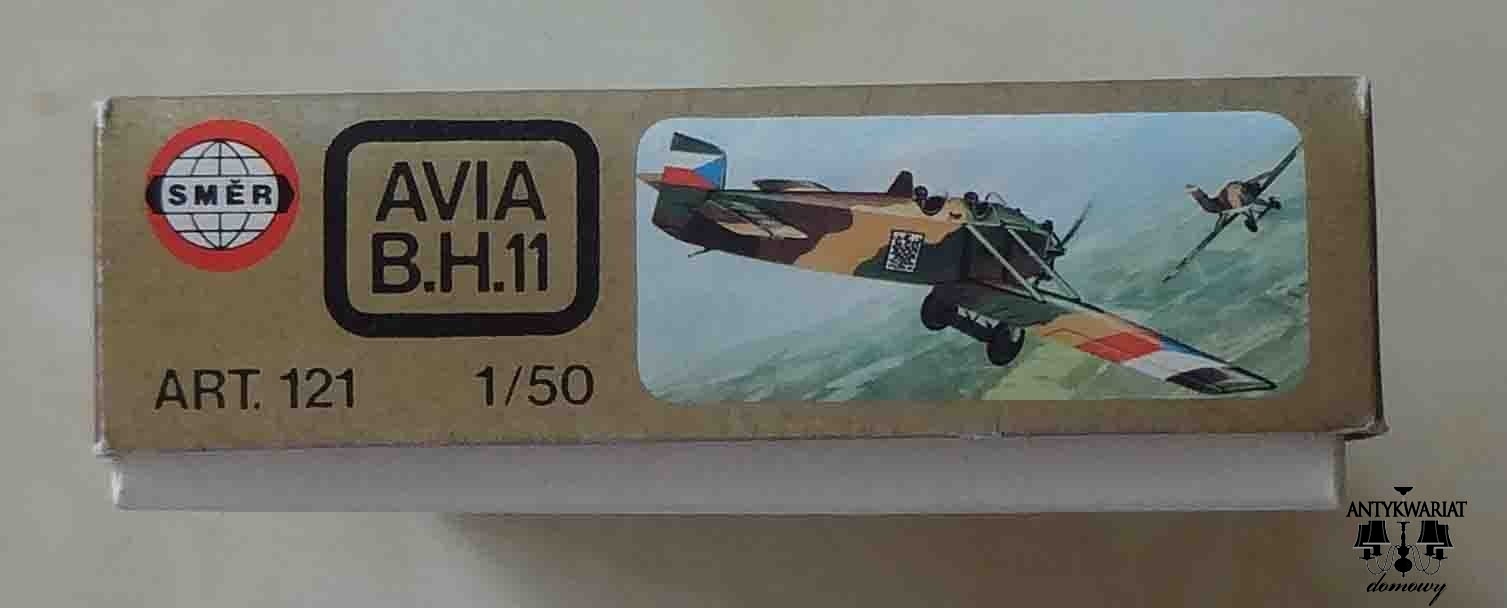 SMĚR
AVIA
B.H.11
ART. 121
1/50
ANTYKWARIAT
domowy